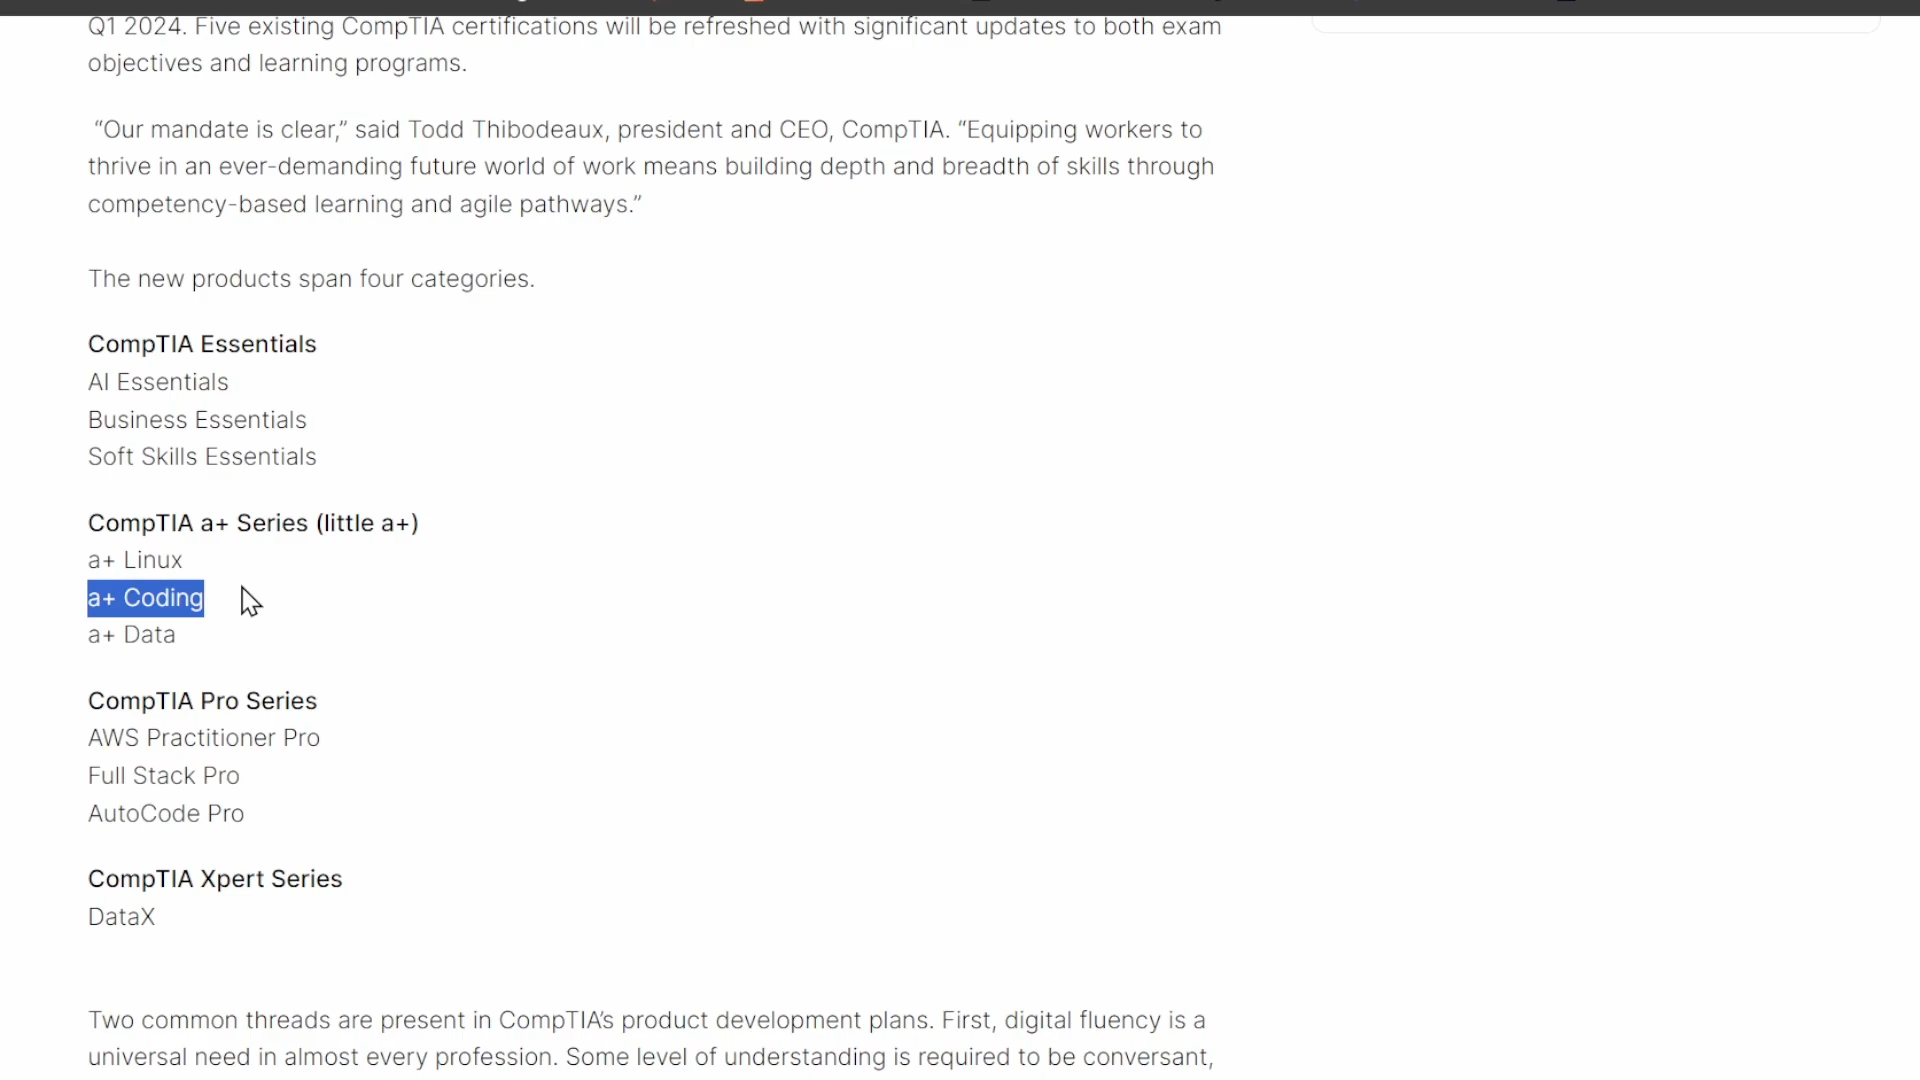 Q1 2024. Five existing CompTIA certifications will be refreshed with significant updates to both exam
objectives and learning programs.
“Our mandate is clear,” said Todd Thibodeaux, president and CEO, CompTIA. “Equipping workers to
thrive in an ever-demanding future world of work means building depth and breadth of skills through
competency-based learning and agile pathways.”
The new products span four categories.
CompTIA Essentials
AI Essentials
Business Essentials
Soft Skills Essentials
CompTIA a+ Series (little a+)
a+ Linux
a+ Coding
a+ Data
CompTIA Pro Series
AWS Practitioner Pro
Full Stack Pro
AutoCode Pro
CompTIA Xpert Series
DataX
Two common threads are present in CompTIA’s product development plans. First, digital fluency is a
universal need in almost every profession. Some level of understanding is required to be conversant,